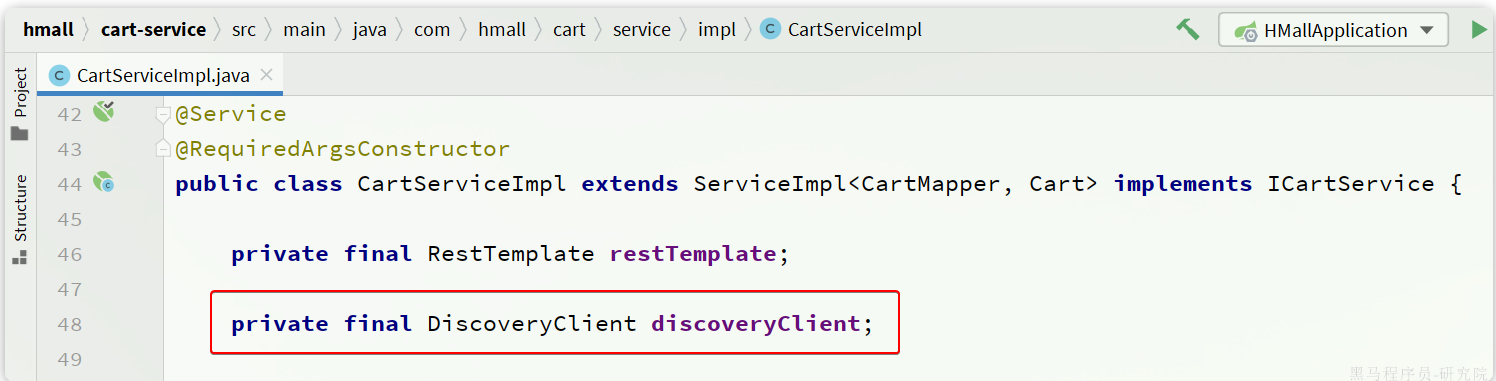 hmall 〉 cart-service 〉 src 〉 main 〉 java 〉 com 〉 hmall 〉 cart 〉 service 〉 impl 〉 C CartServiceImpl
HMallApplication
Project
Structure
C CartServiceImpl.java ×
42 @Service
43 @RequiredArgsConstructor
44 public class CartServiceImpl extends ServiceImpl<CartMapper, Cart> implements ICartService {
45
46 private final RestTemplate restTemplate;
47
48 private final DiscoveryClient discoveryClient;
49
黑马程序员-研究院